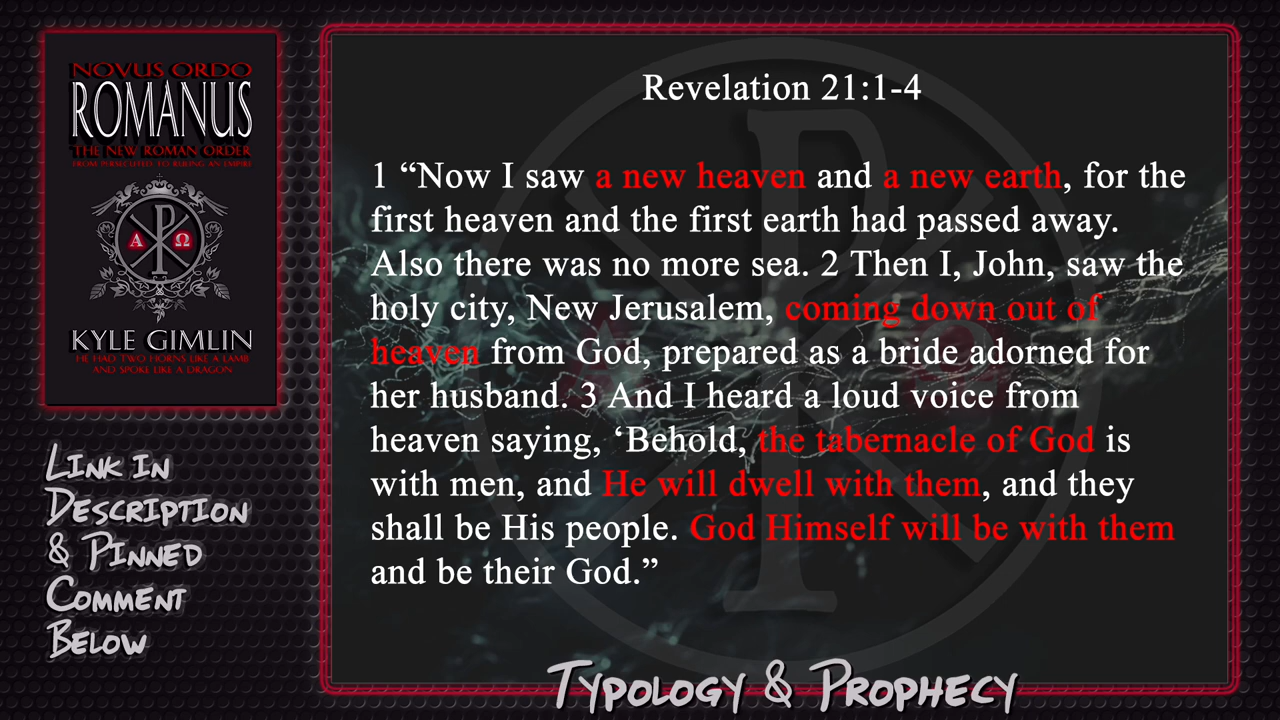 NOVUS ORDO
ROMANUS
THE NEW ROMAN ORDER
FROM PERSECUTED TO RULING AN EMPIRE
Α Ω
KYLE GIMLIN
HE HAD TWO HORNS LIKE A LAMB
AND SPOKE LIKE A DRAGON
LINK IN
DESCRIPTION
& PINNED
COMMENT
BELOW
Revelation 21:1-4
1 “Now I saw a new heaven and a new earth, for the
first heaven and the first earth had passed away.
Also there was no more sea. 2 Then I, John, saw the
holy city, New Jerusalem, coming down out of
heaven from God, prepared as a bride adorned for
her husband. 3 And I heard a loud voice from
heaven saying, ‘Behold, the tabernacle of God is
with men, and He will dwell with them, and they
shall be His people. God Himself will be with them
and be their God.”
TYPOLOGY & PROPHECY